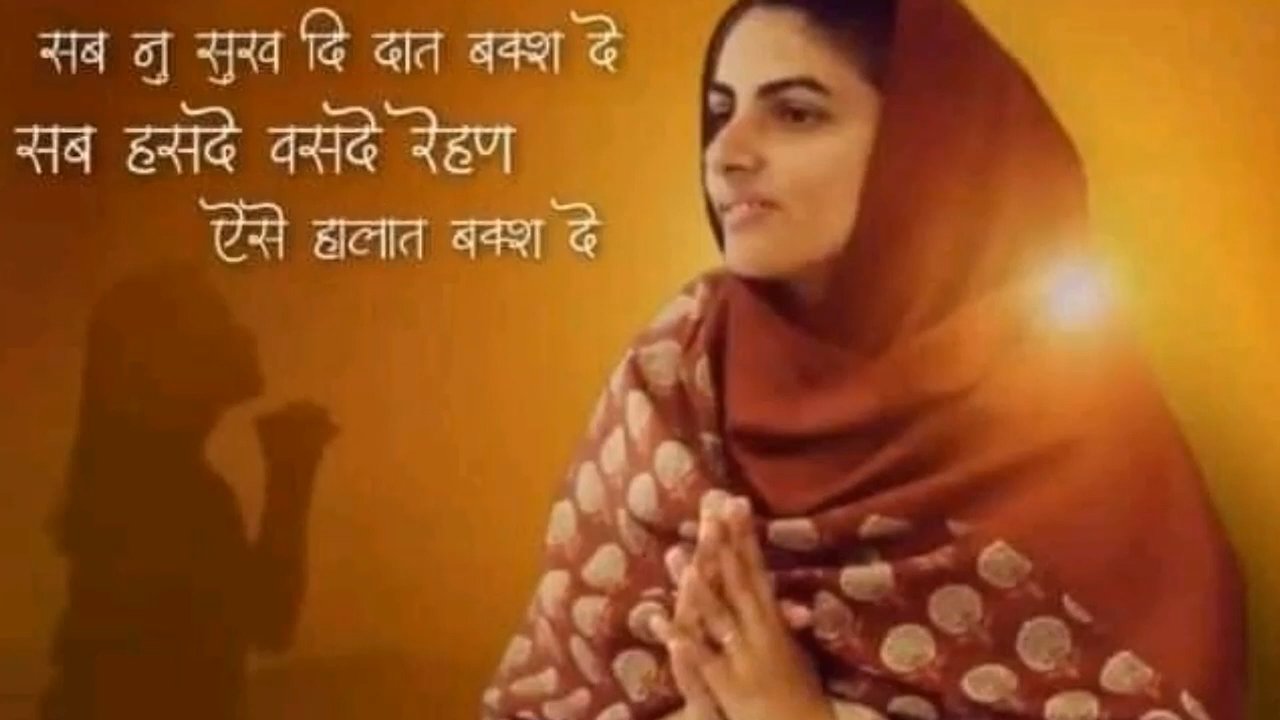 सब नु सुख दि दात बक्श दे
सब हसदे वसदे रेहण
ऐसे हालात बक्श दे